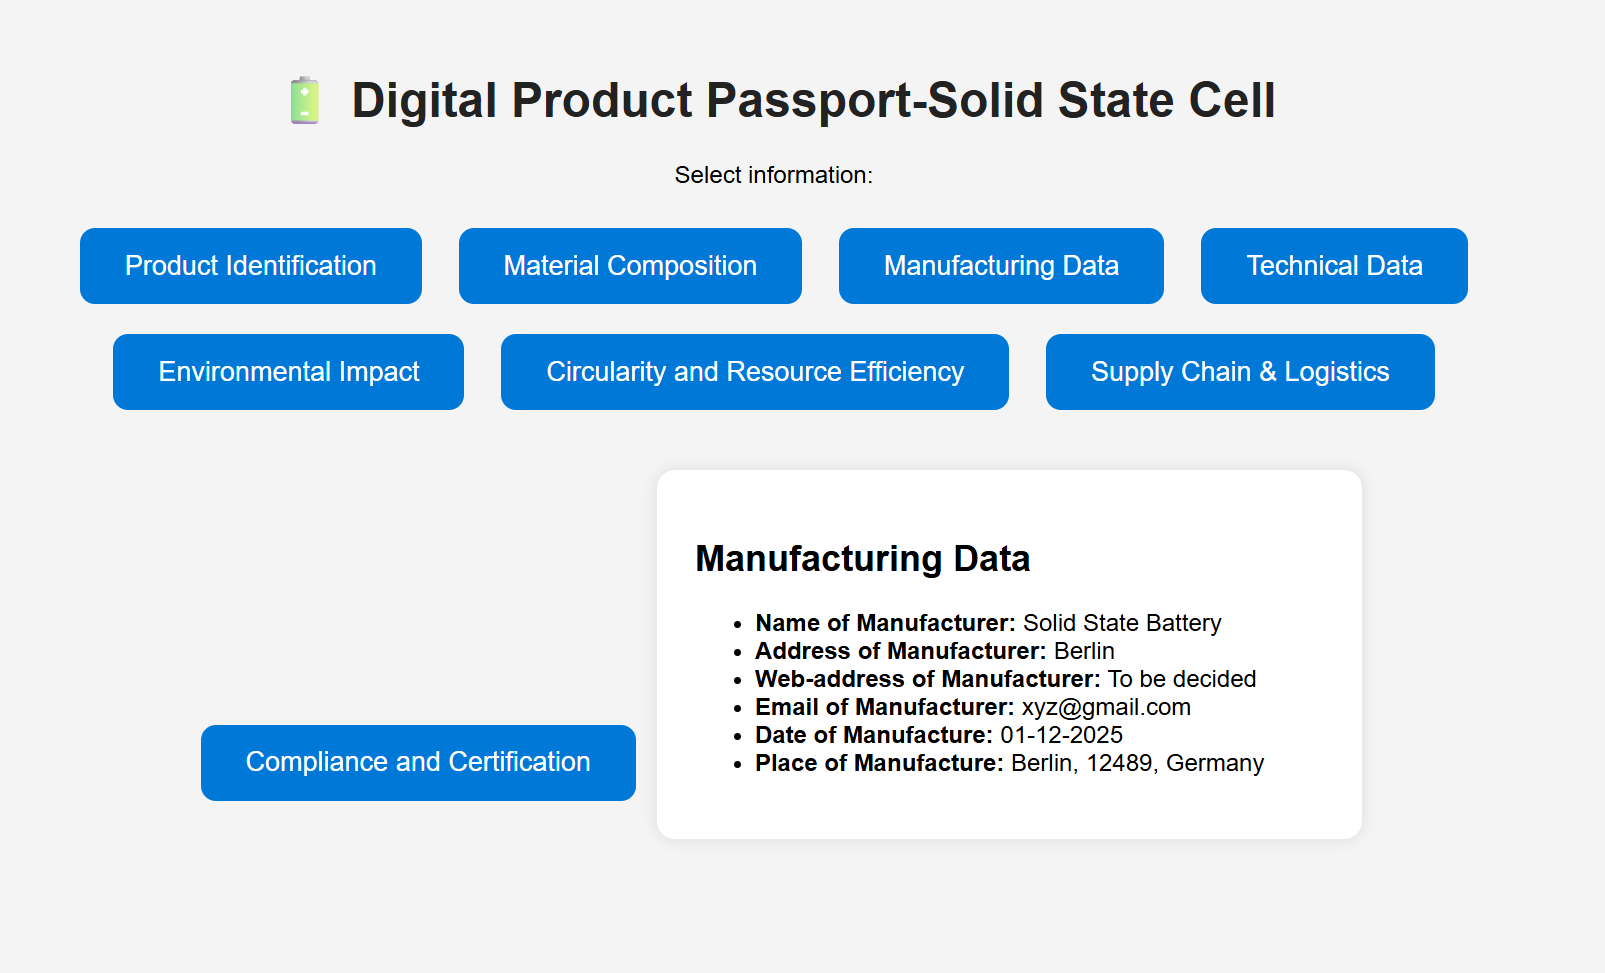 Digital Product Passport-Solid State Cell
Select information:
Product Identification
Material Composition
Manufacturing Data
Technical Data
Environmental Impact
Circularity and Resource Efficiency
Supply Chain & Logistics
Compliance and Certification
Manufacturing Data
Name of Manufacturer: Solid State Battery
Address of Manufacturer: Berlin
Web-address of Manufacturer: To be decided
Email of Manufacturer: xyz@gmail.com
Date of Manufacture: 01-12-2025
Place of Manufacture: Berlin, 12489, Germany